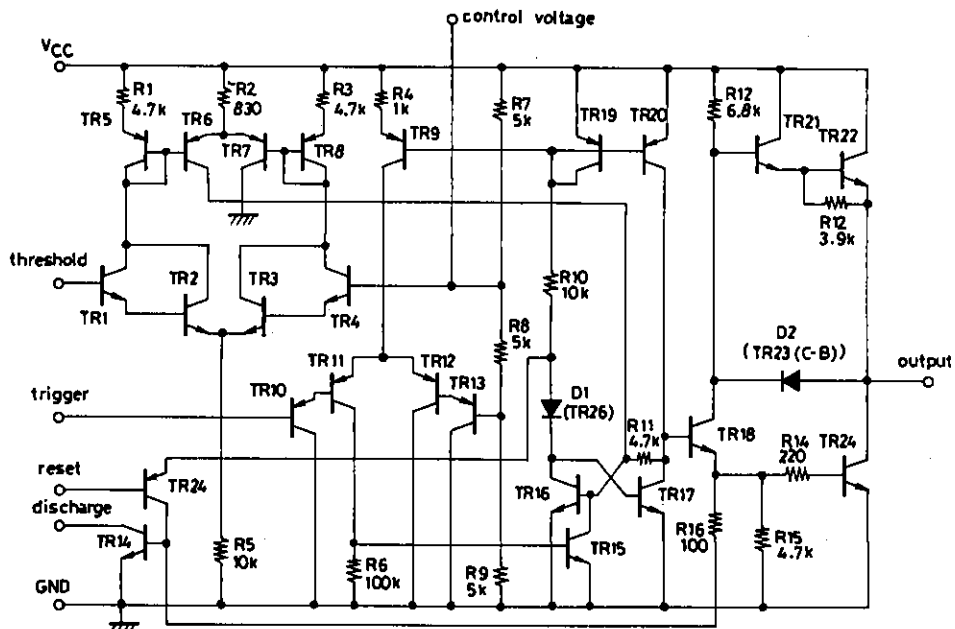 control voltage
VCC
R1
4.7k
R2
830
R3
4.7k
R4
1k
R7
5k
R12
6.8k
TR5
TR6
TR7
TR8
TR9
TR19
TR20
TR21
TR22
R12
3.9k
threshold
TR1
TR2
TR3
TR4
R10
10k
R8
5k
D2
(TR23(C-B))
output
TR11
TR12
TR10
TR13
trigger
D1
(TR26)
R11
4.7k
TR18
R14
220
TR24
reset
TR24
discharge
TR14
TR16
TR17
R16
100
R15
4.7k
TR15
R5
10k
R6
100k
R9
5k
GND